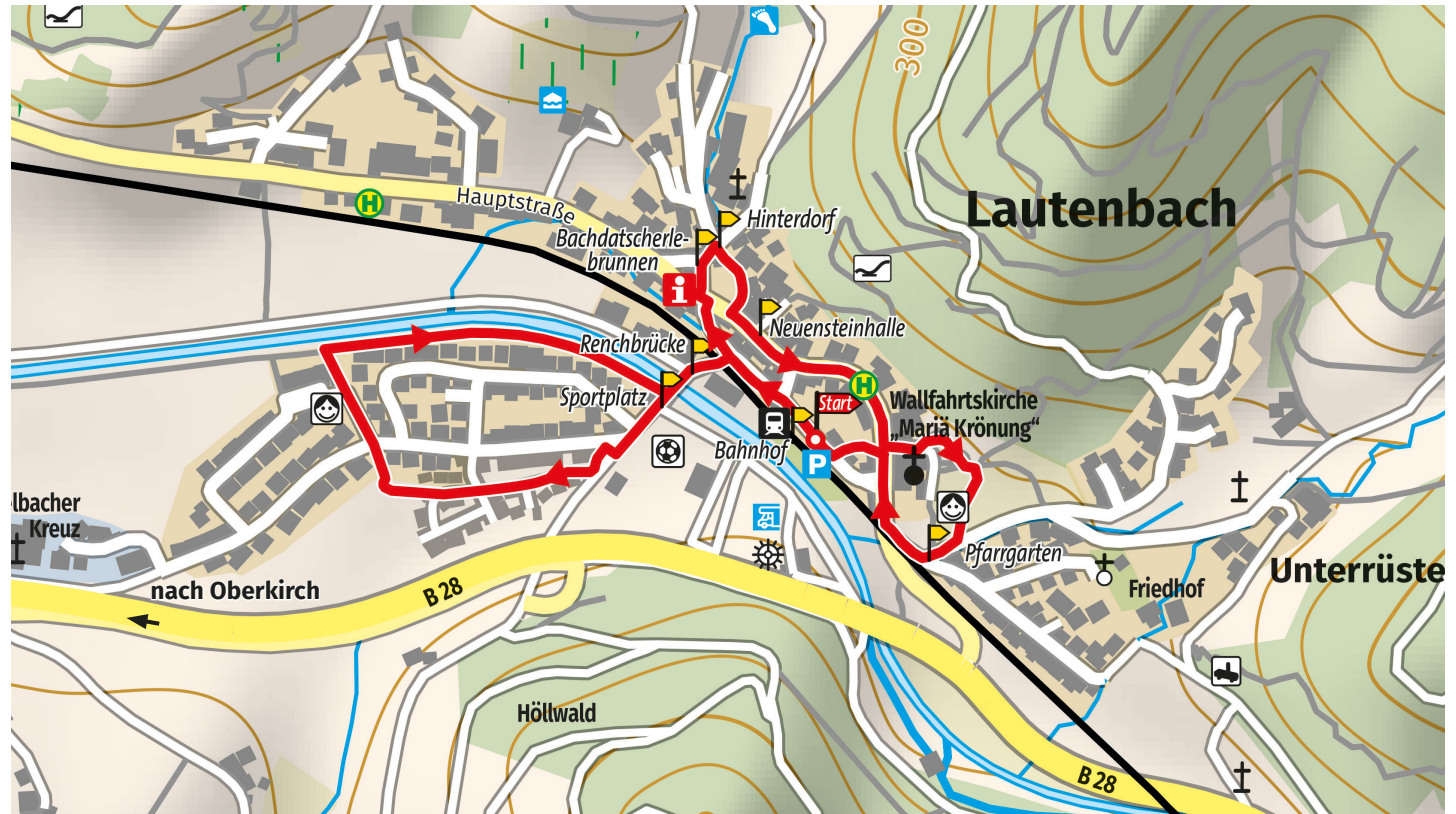 300
Lautenbach
Hauptstraße
H
Hinterdorf
Bachdatscherle-
brunnen
i
Neuensteinhalle
Renchbrücke
Sportplatz
H
Start
Wallfahrtskirche
„Mariä Krönung“
Bahnhof
P
Pfarrgarten
Friedhof
Unterrüste
elbacher
Kreuz
nach Oberkirch
B 28
Höllwald
B 28